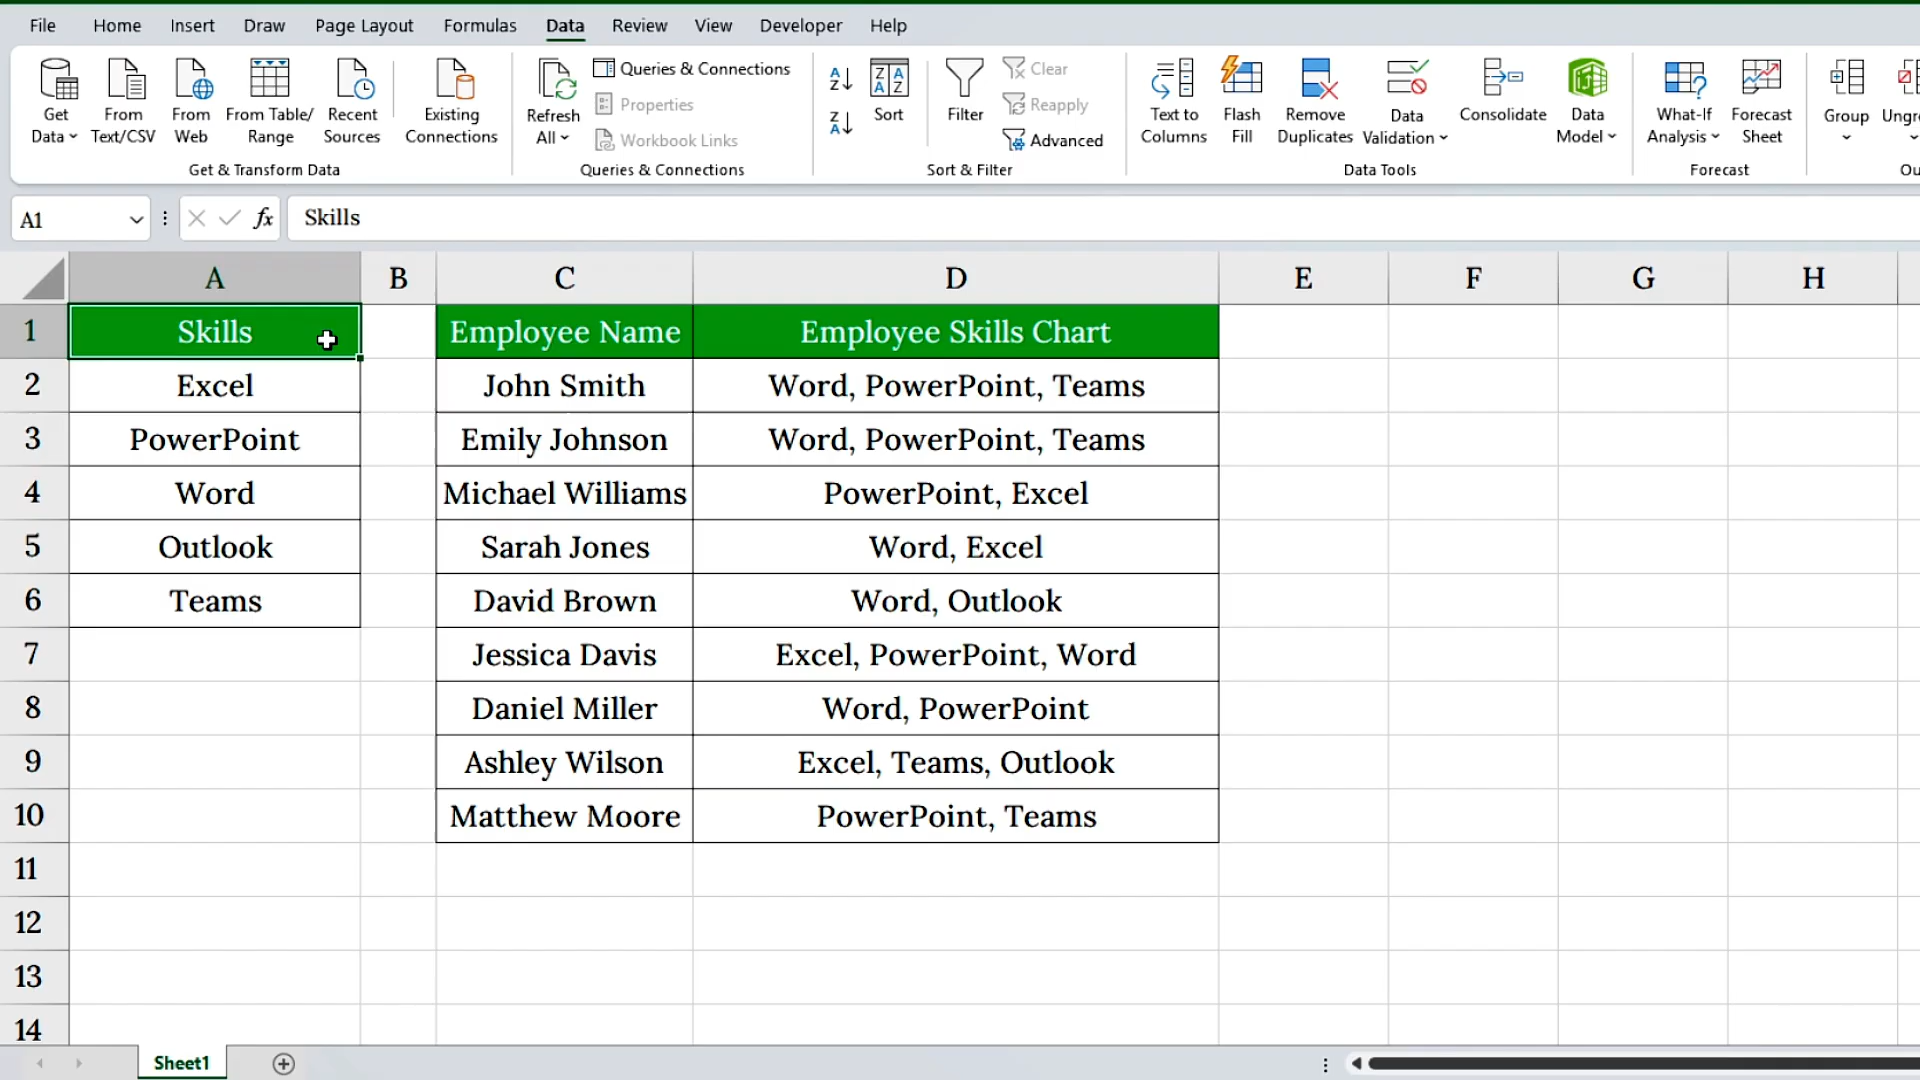 File Home Insert Draw Page Layout Formulas Data Review View Developer Help
Get Data
From Text/CSV
From Web
From Table/ Range
Recent Sources
Existing Connections
Get & Transform Data
Refresh All
Queries & Connections
Properties
Workbook Links
Queries & Connections
Sort
Filter
Clear
Reapply
Advanced
Sort & Filter
Text to Columns
Flash Fill
Remove Duplicates
Data Validation
Consolidate
Data Model
Data Tools
What-If Analysis
Forecast Sheet
Forecast
Group
Ungr
Ou
A1 fx Skills
A B C D E F G H
1 Skills Employee Name Employee Skills Chart
2 Excel John Smith Word, PowerPoint, Teams
3 PowerPoint Emily Johnson Word, PowerPoint, Teams
4 Word Michael Williams PowerPoint, Excel
5 Outlook Sarah Jones Word, Excel
6 Teams David Brown Word, Outlook
7 Jessica Davis Excel, PowerPoint, Word
8 Daniel Miller Word, PowerPoint
9 Ashley Wilson Excel, Teams, Outlook
10 Matthew Moore PowerPoint, Teams
11
12
13
14
Sheet1